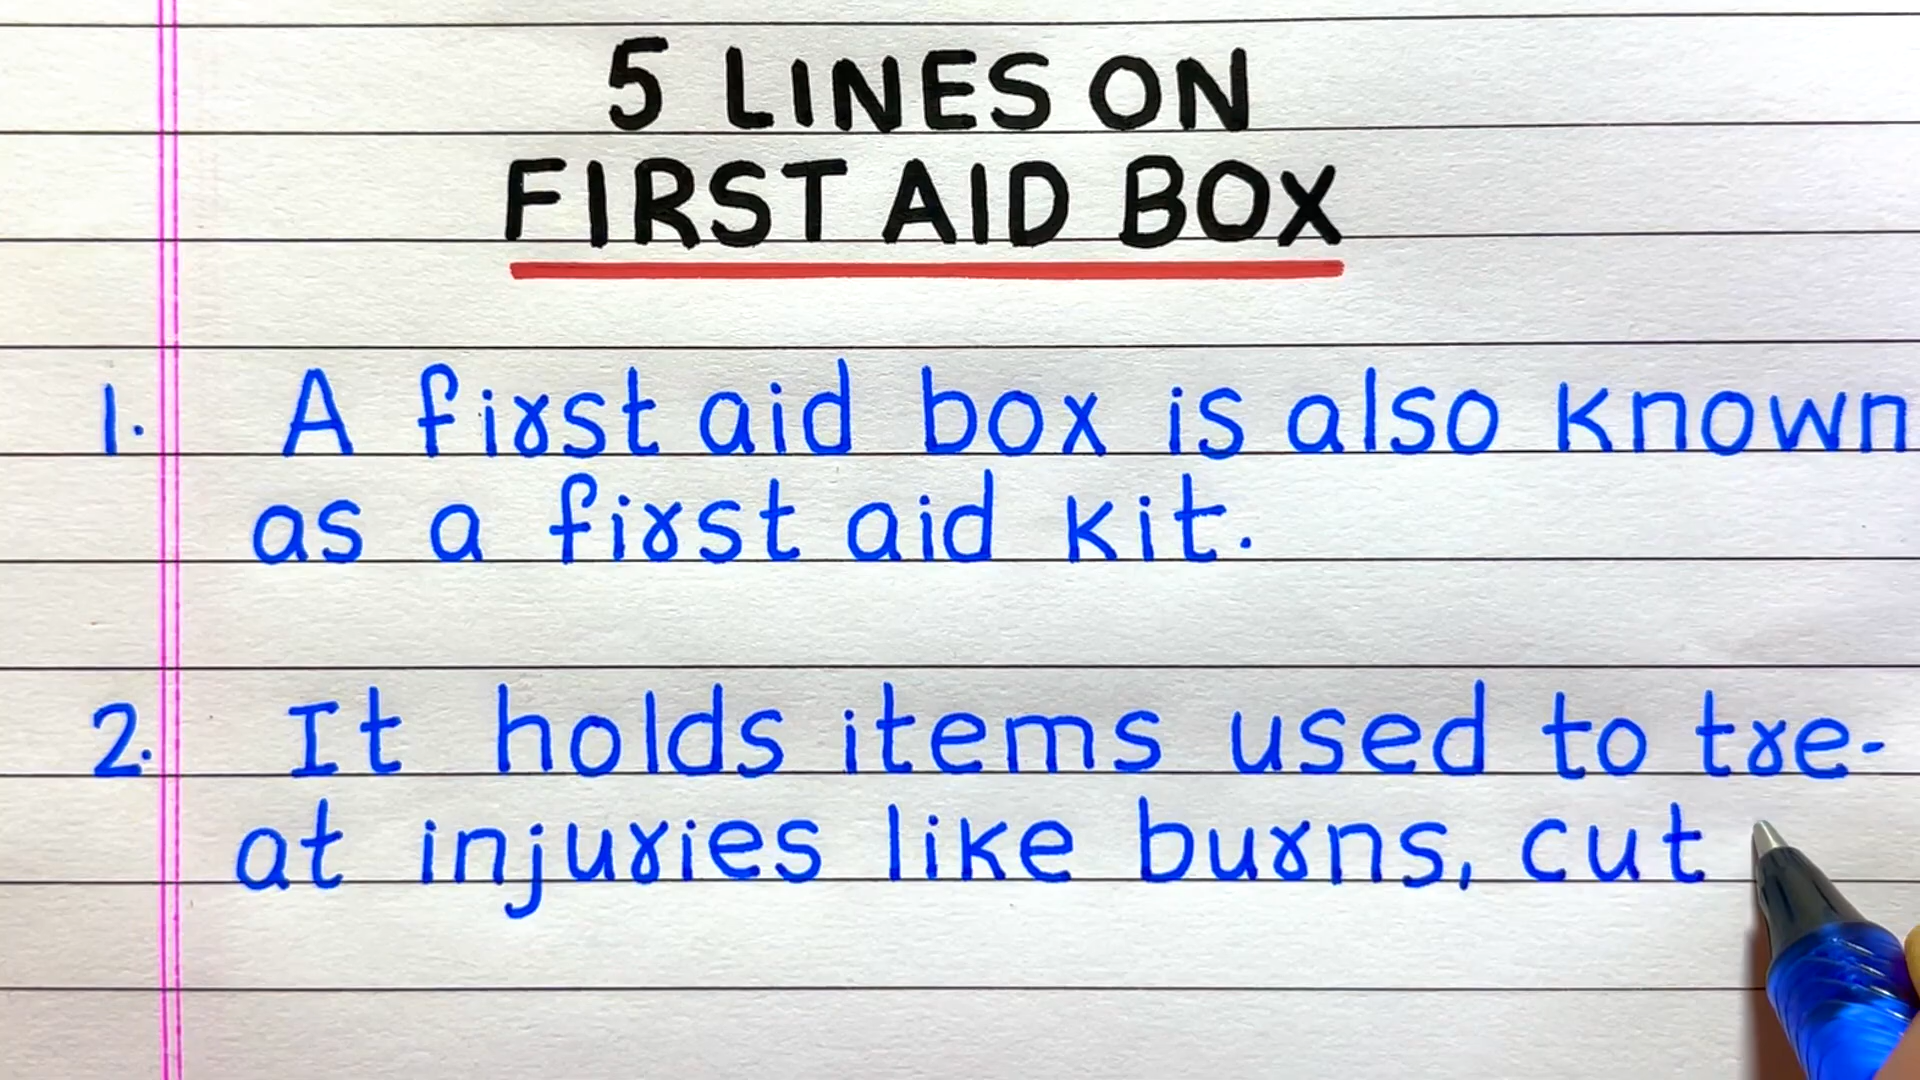 5 LINES ON
FIRST AID BOX
1. A first aid box is also known
as a first aid kit.
2. It holds items used to tre-
at injuries like burns, cut